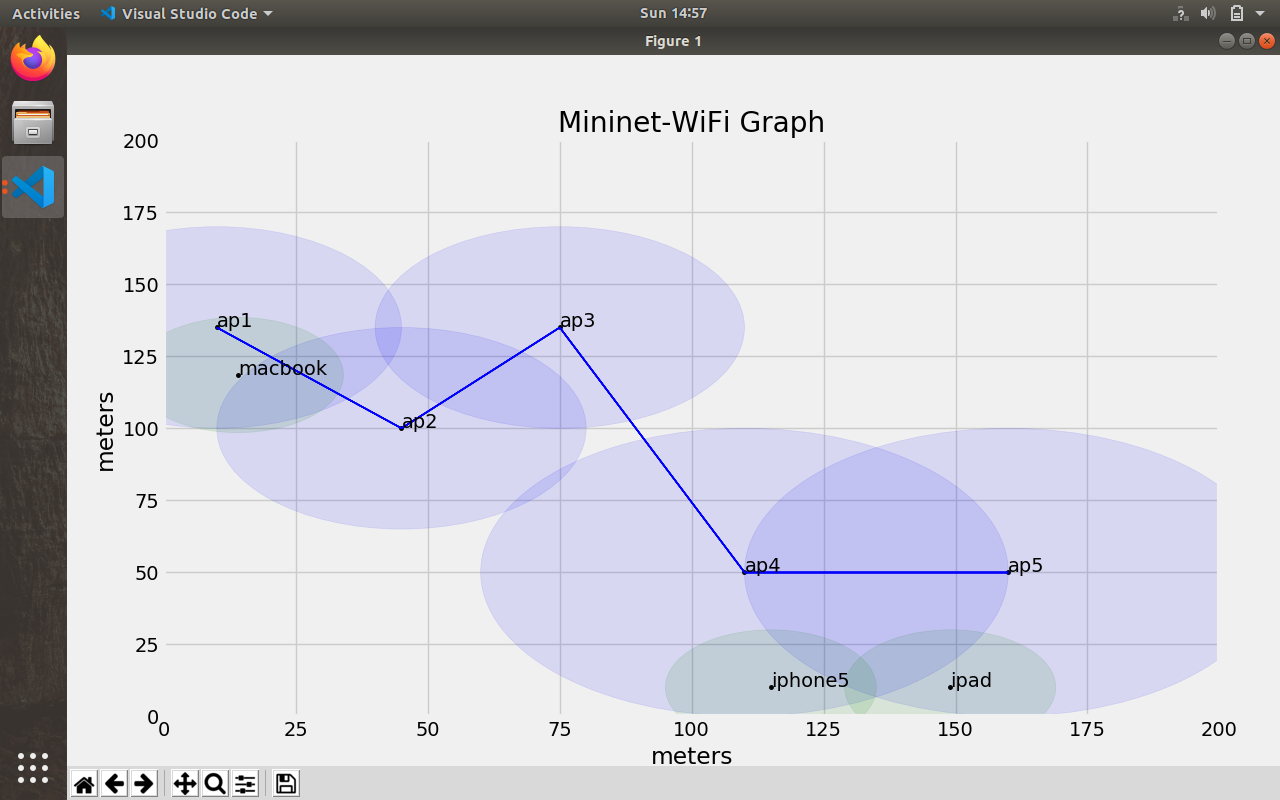 Activities Visual Studio Code Sun 14:57
Figure 1
Mininet-WiFi Graph
200
175
150
125
100
75
50
25
0
meters
ap1
ap3
macbook
ap2
ap4
ap5
iphone5
ipad
0 25 50 75 100 125 150 175 200
meters